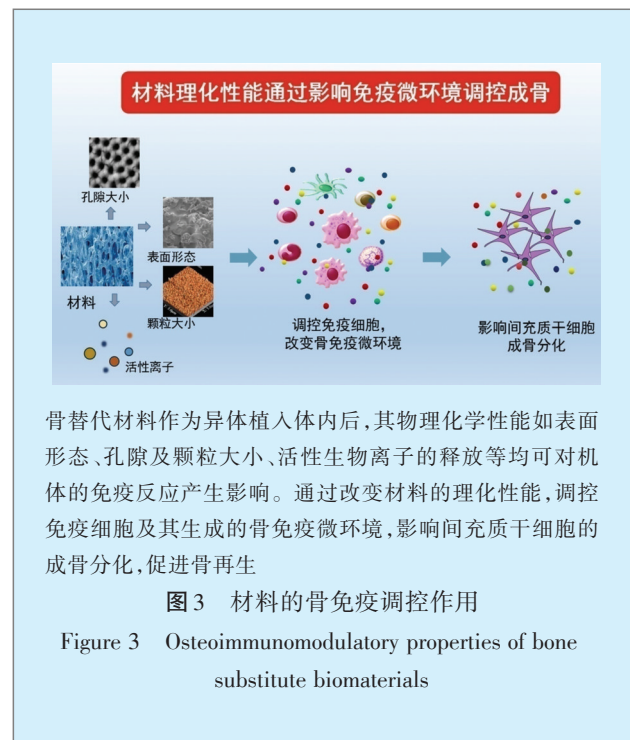 材料理化性能通过影响免疫微环境调控成骨
孔隙大小
表面形态
材料
颗粒大小
活性离子
调控免疫细胞，
改变骨免疫微环境
影响间充质干细胞
成骨分化
骨替代材料作为异体植入体内后，其物理化学性能如表面
形态、孔隙及颗粒大小、活性生物离子的释放等均可对机
体的免疫反应产生影响。通过改变材料的理化性能，调控
免疫细胞及其生成的骨免疫微环境，影响间充质干细胞的
成骨分化，促进骨再生
图3 材料的骨免疫调控作用
Figure 3 Osteoimmunomodulatory properties of bone
substitute biomaterials